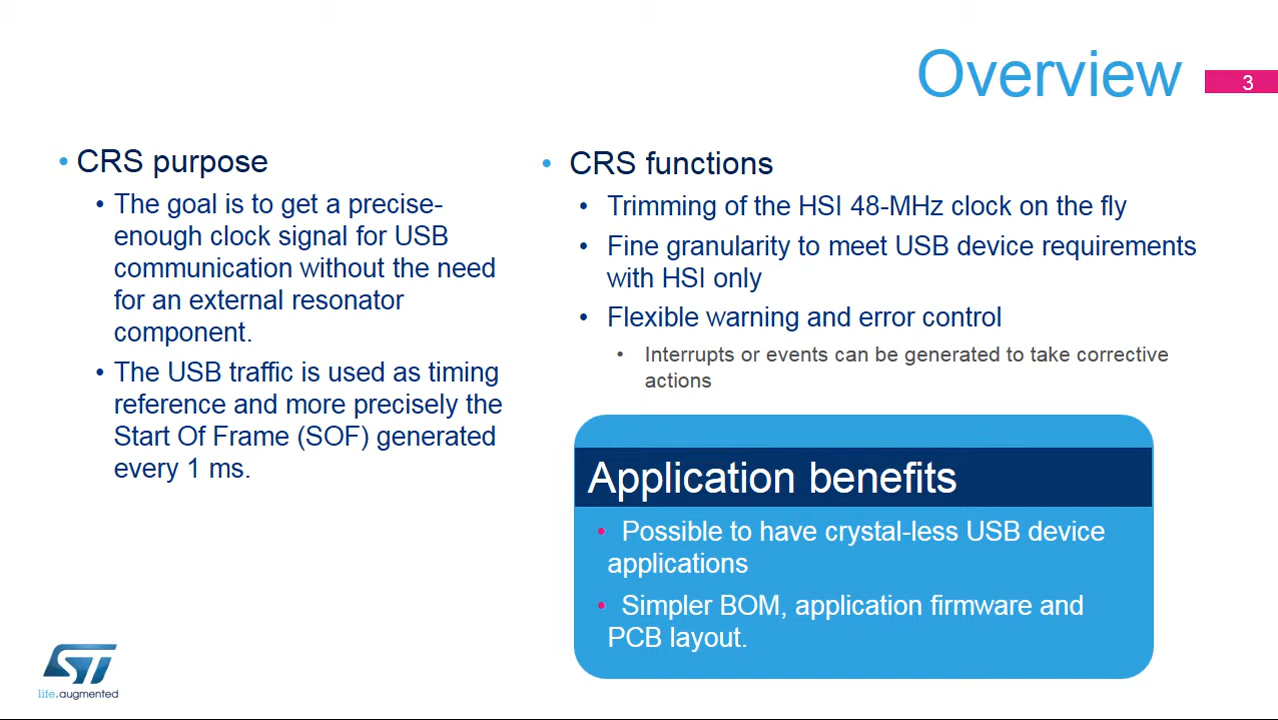 Overview
3
• CRS purpose
• The goal is to get a precise-
enough clock signal for USB
communication without the need
for an external resonator
component.
• The USB traffic is used as timing
reference and more precisely the
Start Of Frame (SOF) generated
every 1 ms.
• CRS functions
• Trimming of the HSI 48-MHz clock on the fly
• Fine granularity to meet USB device requirements
with HSI only
• Flexible warning and error control
• Interrupts or events can be generated to take corrective
actions
Application benefits
• Possible to have crystal-less USB device
applications
• Simpler BOM, application firmware and
PCB layout.
ST
life.augmented